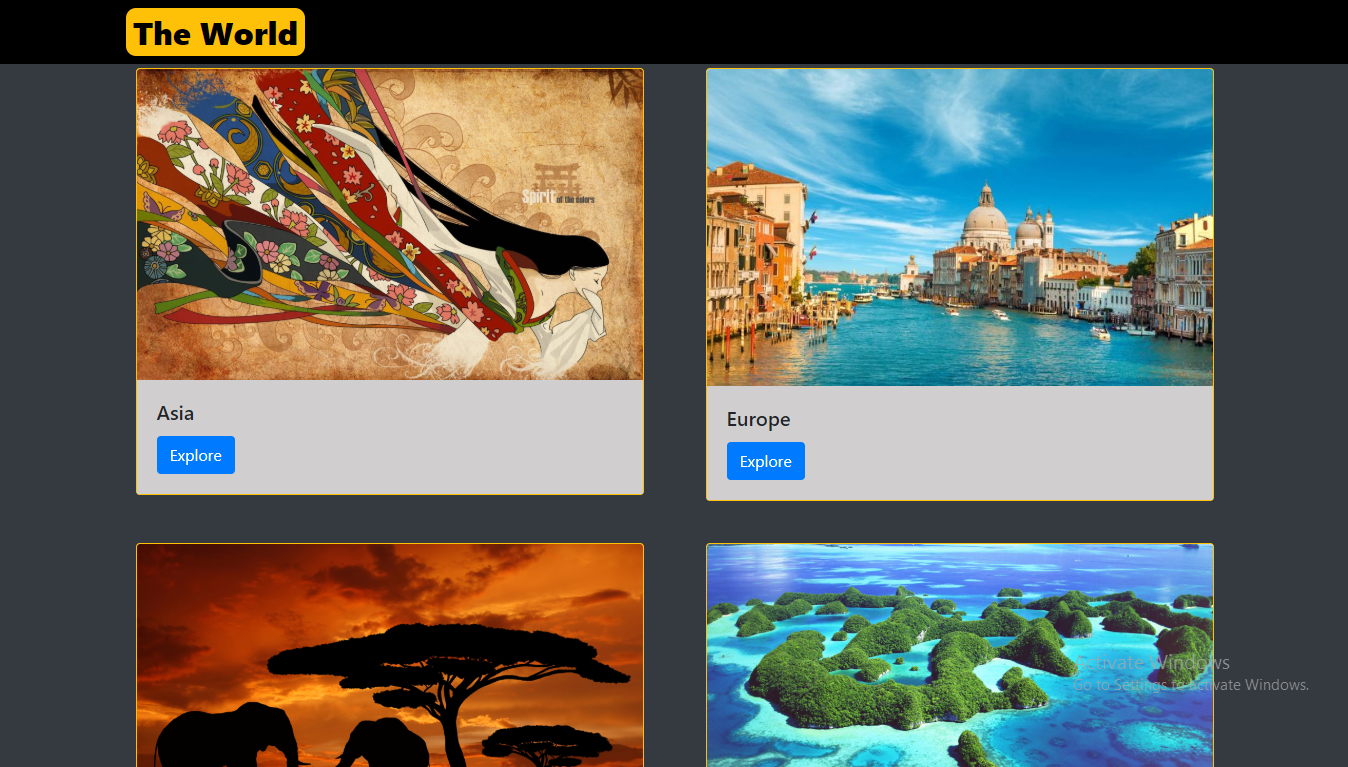 The World
Spirit of the colors
Asia
Explore
Europe
Explore
Activate Windows
Go to Settings to activate Windows.